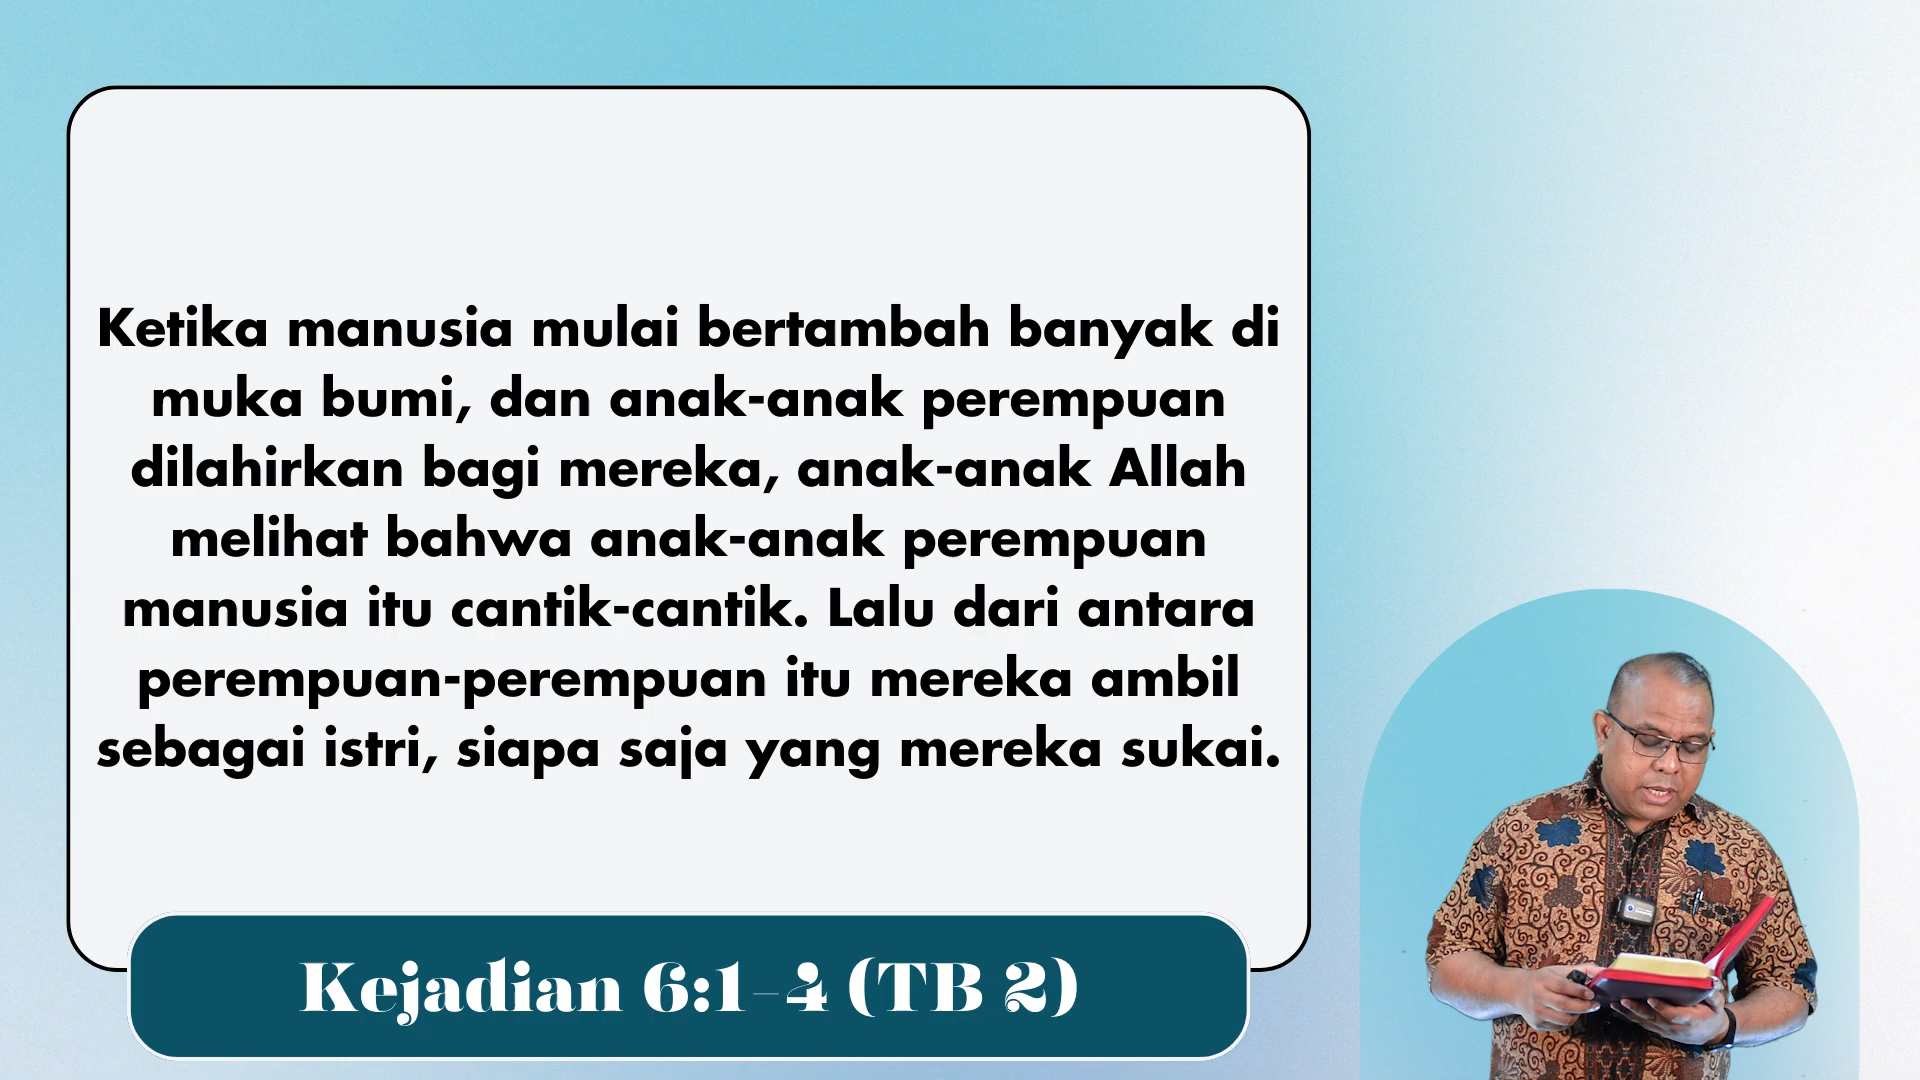 Ketika manusia mulai bertambah banyak di
muka bumi, dan anak-anak perempuan
dilahirkan bagi mereka, anak-anak Allah
melihat bahwa anak-anak perempuan
manusia itu cantik-cantik. Lalu dari antara
perempuan-perempuan itu mereka ambil
sebagai istri, siapa saja yang mereka sukai.
Kejadian 6:1-4 (TB 2)